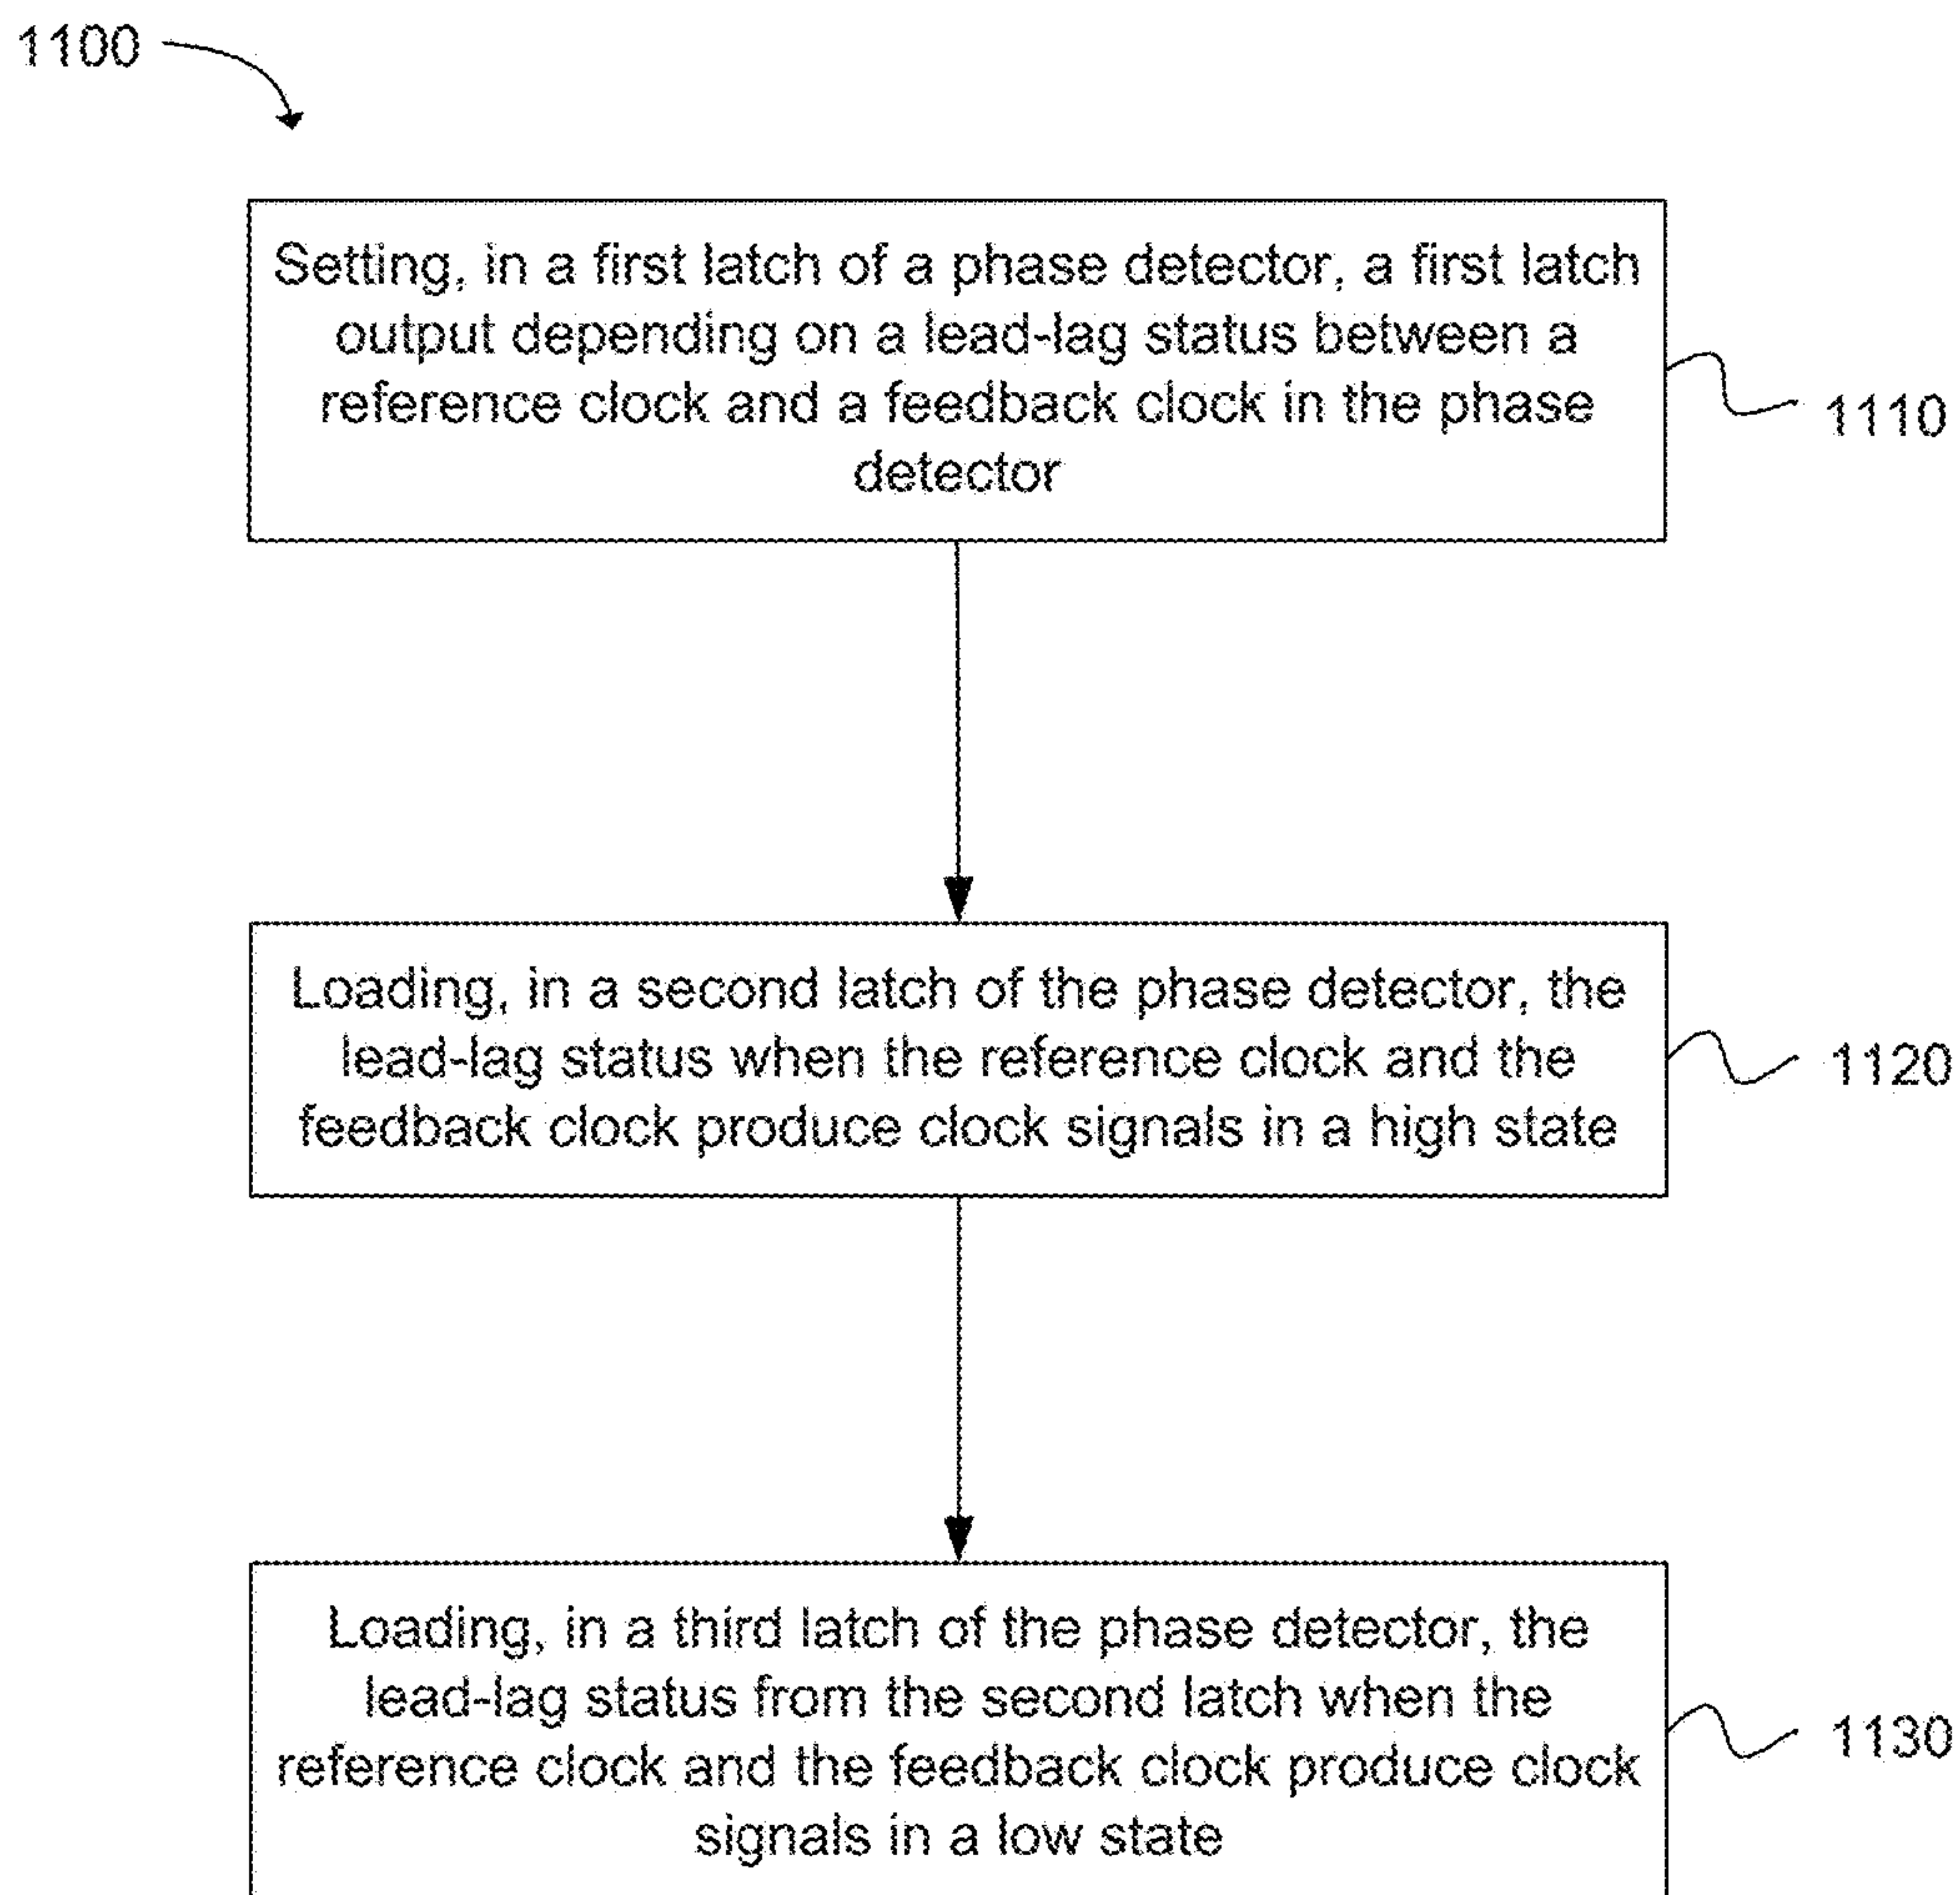 1100
Setting, in a first latch of a phase detector, a first latch
output depending on a lead-lag status between a
reference clock and a feedback clock in the phase
detector
1110
Loading, in a second latch of the phase detector, the
lead-lag status when the reference clock and the
feedback clock produce clock signals in a high state
1120
Loading, in a third latch of the phase detector, the
lead-lag status from the second latch when the
reference clock and the feedback clock produce clock
signals in a low state
1130